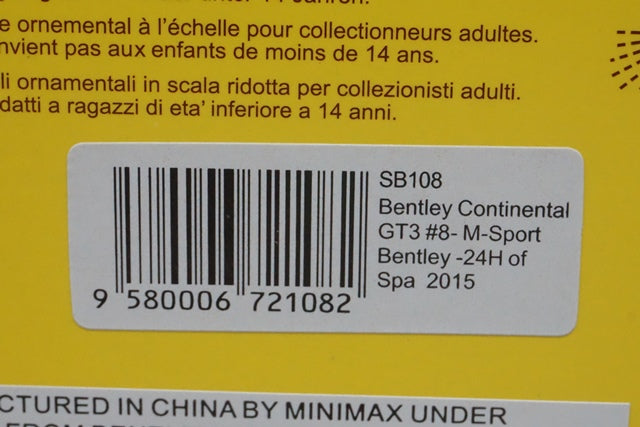 e ornemental à l'échelle pour collectionneurs adultes.
nvient pas aux enfants de moins de 14 ans.
li ornamentali in scala ridotta per collezionisti adulti.
datti a ragazzi di eta' inferiore a 14 anni.
SB108
Bentley Continental
GT3 #8- M-Sport
Bentley -24H of
Spa 2015
9 580006 721082
CTURED IN CHINA BY MINIMAX UNDER